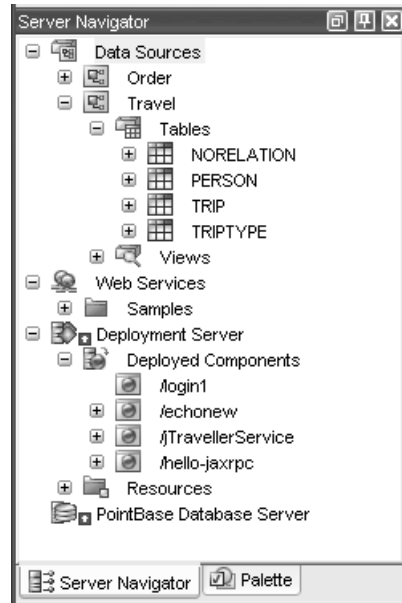 Server Navigator
Data Sources
Order
Travel
Tables
NORELATION
PERSON
TRIP
TRIPTYPE
Views
Web Services
Samples
Deployment Server
Deployed Components
/login1
/echonew
/jTravellerService
/hello-jaxrpc
Resources
PointBase Database Server
Server Navigator
Palette